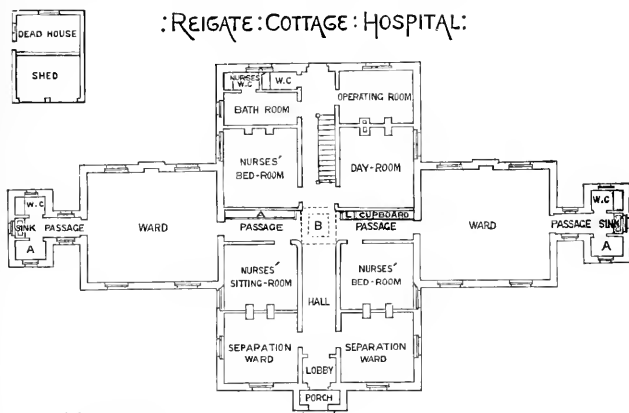 :REIGATE:COTTAGE:HOSPITAL:
DEAD HOUSE
SHED
NURSES'
W.C
W.C
BATH ROOM
OPERATING ROOM
NURSES'
BED-ROOM
DAY-ROOM
W.C
SINK
A
PASSAGE
WARD
A
PASSAGE
B
L
CUPBOARD
PASSAGE
WARD
PASSAGE
W.C
SINK
A
NURSES'
SITTING-ROOM
HALL
NURSES'
BED-ROOM
SEPARATION
WARD
LOBBY
SEPARATION
WARD
PORCH